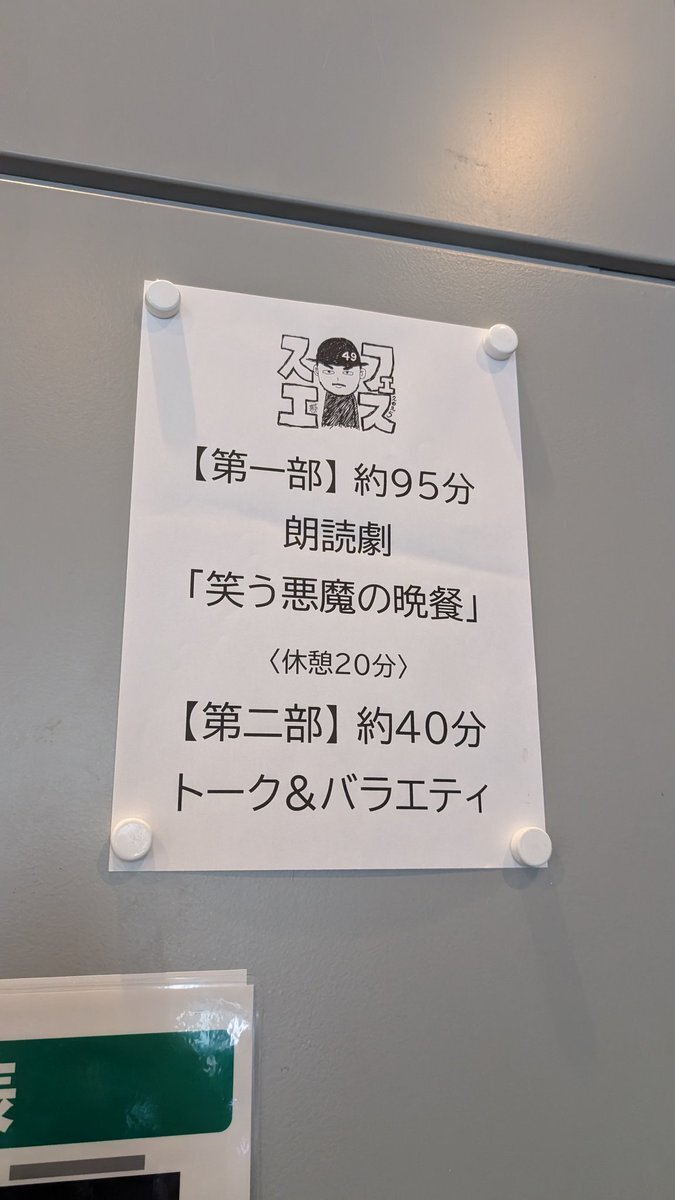 スエフェス
49
2025
【第一部】約95分
朗読劇
「笑う悪魔の晩餐」
〈休憩20分〉
【第二部】約40分
トーク&バラエティ